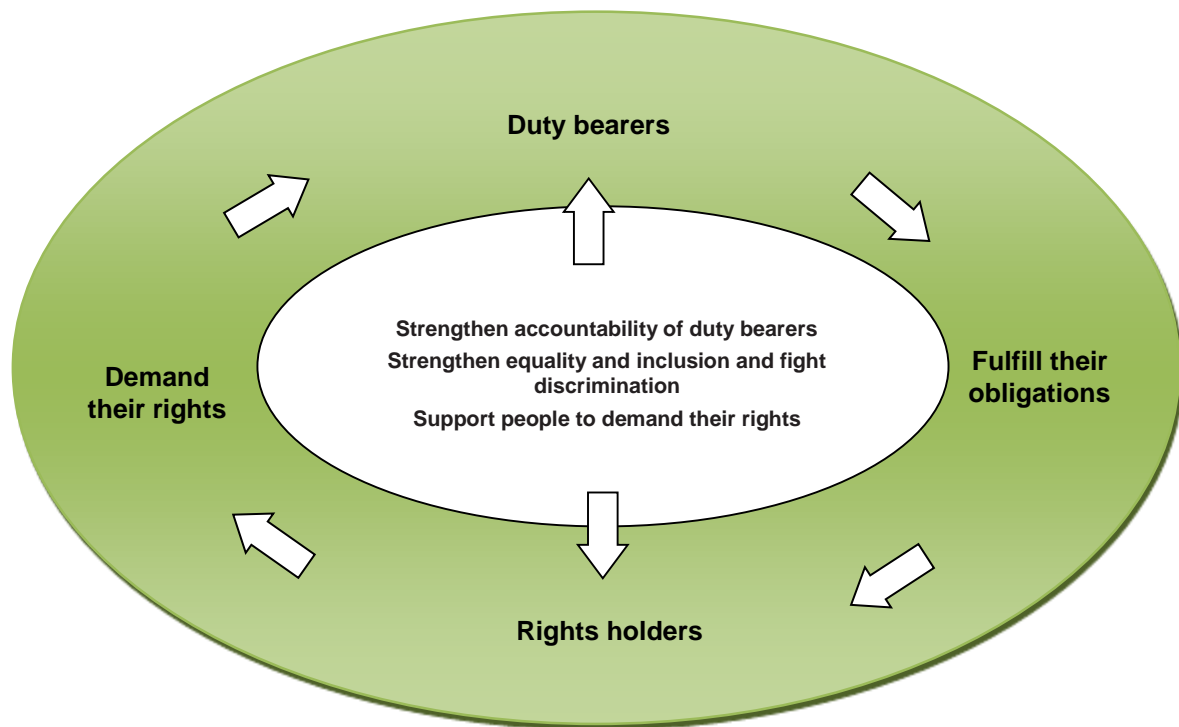 Duty bearers
Strengthen accountability of duty bearers
Strengthen equality and inclusion and fight
discrimination
Support people to demand their rights
Demand
their rights
Fulfill their
obligations
Rights holders